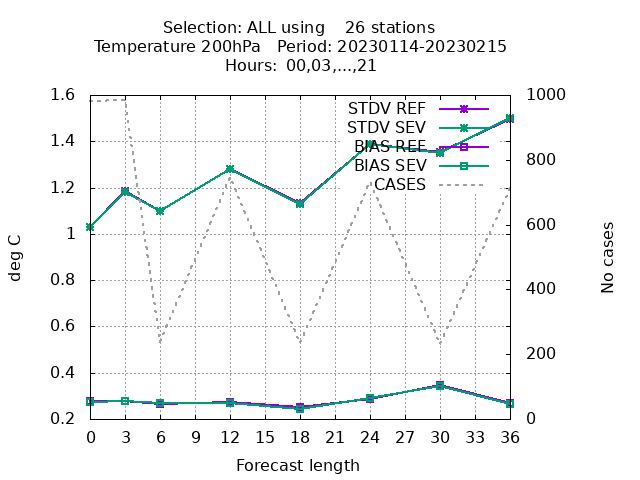 Selection: ALL using    26 stations
Temperature 200hPa   Period: 20230114-20230215
Hours: 00,03,...,21
STDV REF
STDV SEV
BIAS REF
BIAS SEV
CASES
1.6
1.4
1.2
1
0.8
0.6
0.4
0.2
deg C
1000
800
600
400
200
0
No cases
0 3 6 9 12 15 18 21 24 27 30 33 36
Forecast length